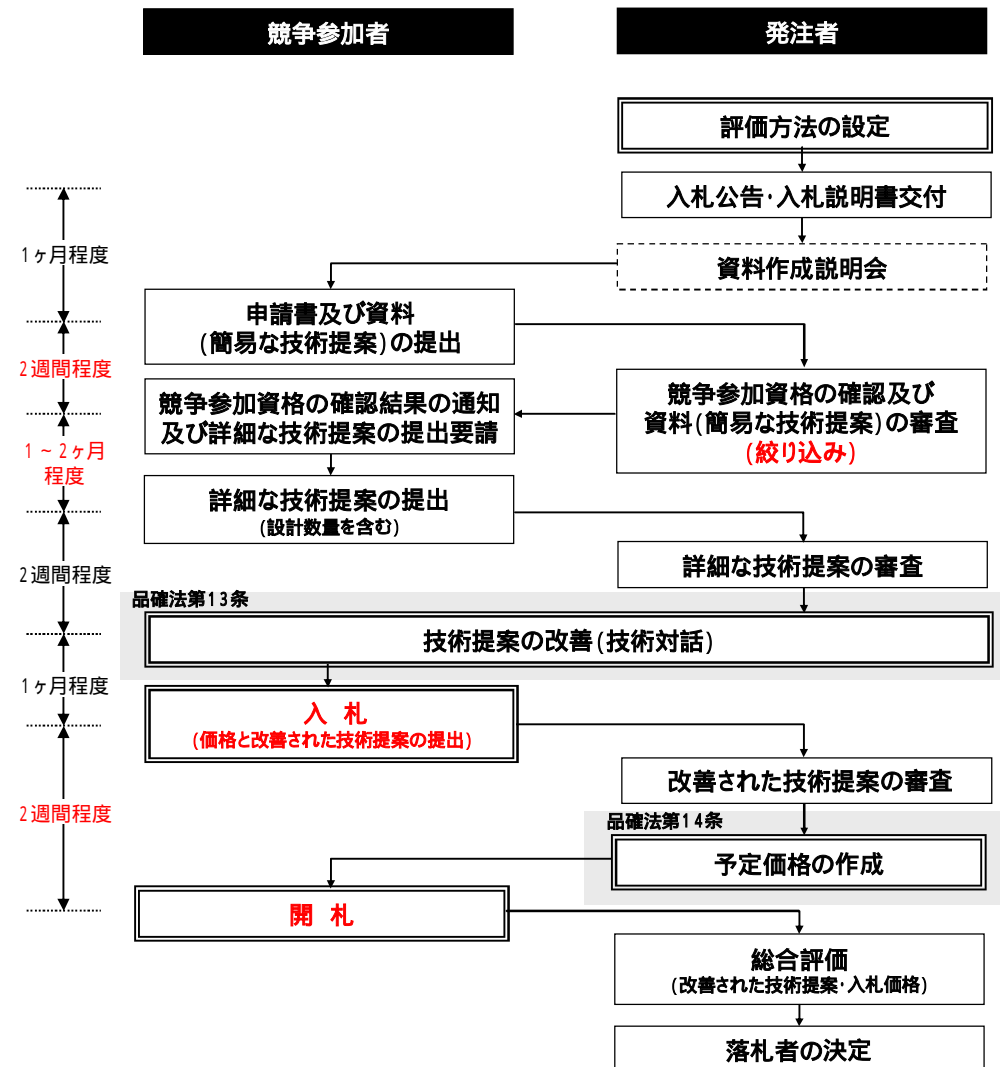 競争参加者
発注者
評価方法の設定
入札公告･入札説明書交付
1ヶ月程度
資料作成説明会
申請書及び資料
(簡易な技術提案)の提出
2週間程度
競争参加資格の確認及び
資料(簡易な技術提案)の審査
(絞り込み)
競争参加資格の確認結果の通知
及び詳細な技術提案の提出要請
1~2ヶ月
程度
詳細な技術提案の提出
(設計数量を含む)
2週間程度
詳細な技術提案の審査
品確法第13条
技術提案の改善(技術対話)
1ヶ月程度
入 札
(価格と改善された技術提案の提出)
改善された技術提案の審査
2週間程度
品確法第14条
予定価格の作成
開 札
総合評価
(改善された技術提案･入札価格)
落札者の決定